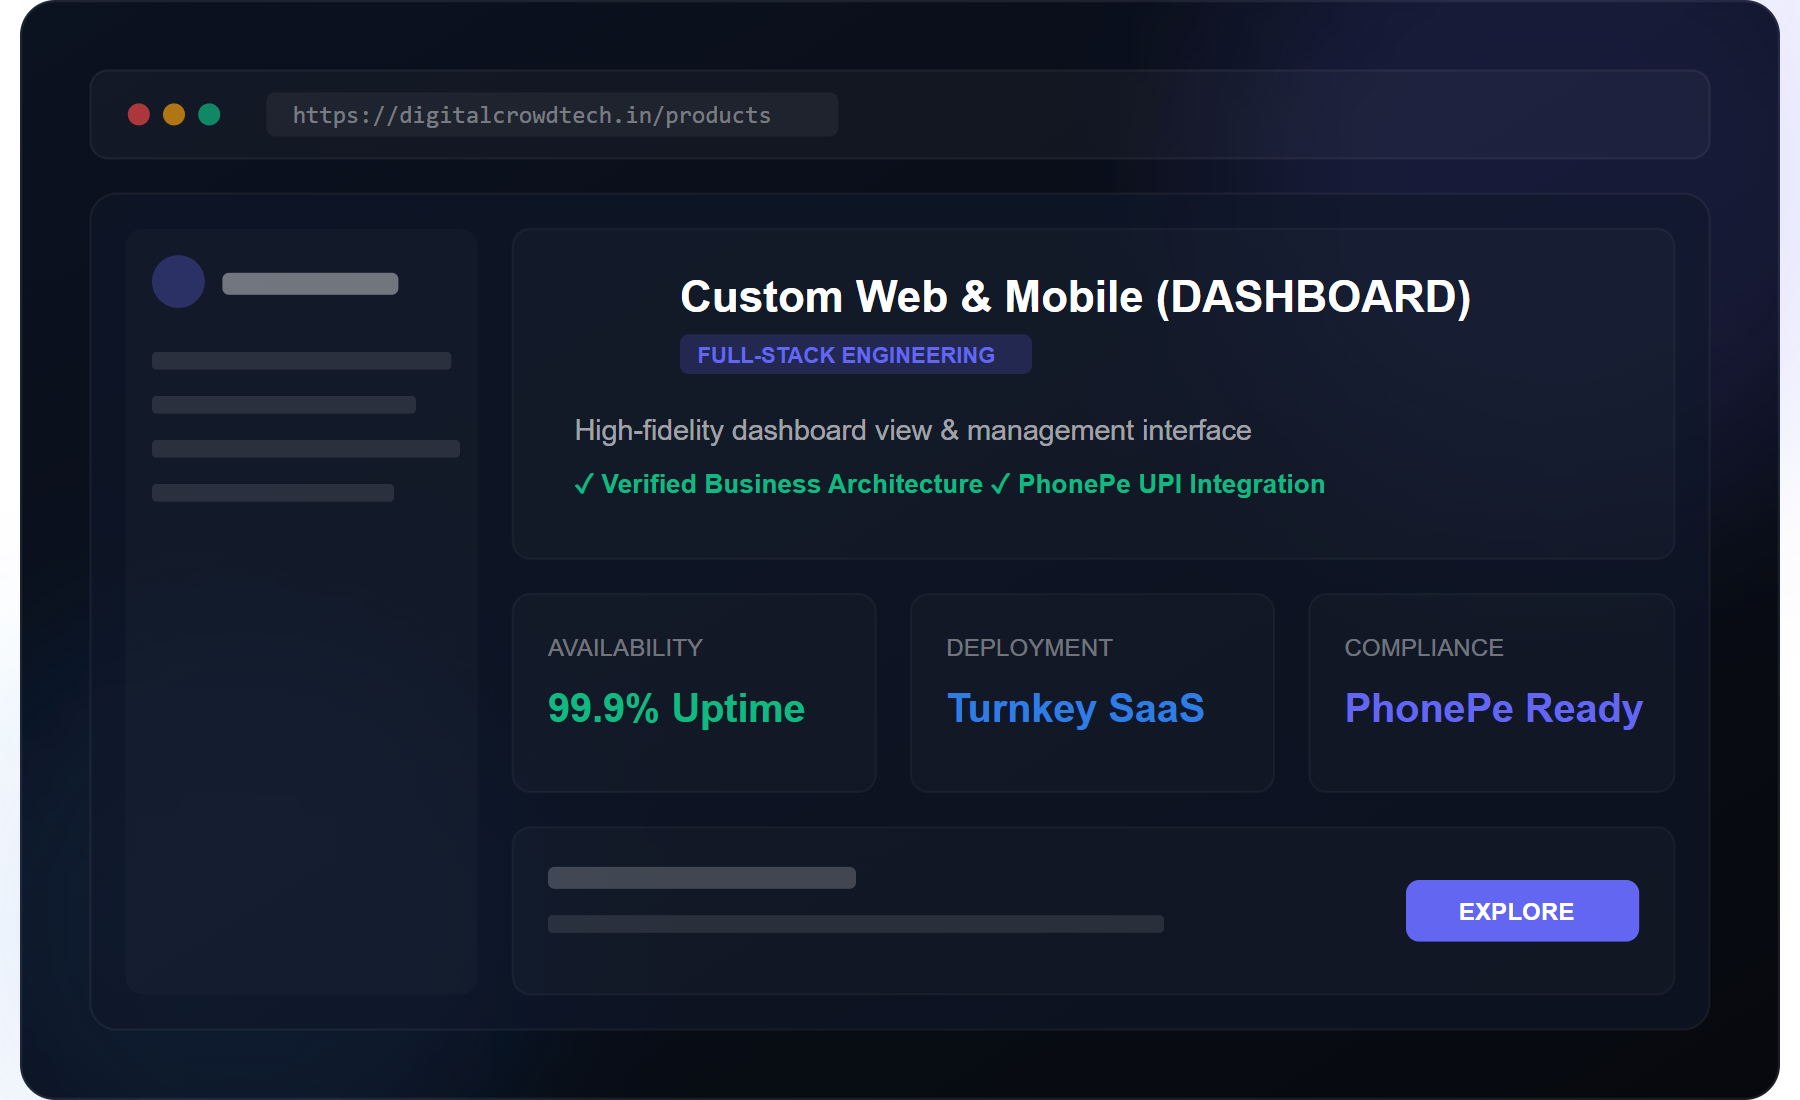 https://digitalcrowdtech.in/products
Custom Web & Mobile (DASHBOARD)
FULL-STACK ENGINEERING
High-fidelity dashboard view & management interface
✓ Verified Business Architecture ✓ PhonePe UPI Integration
AVAILABILITY
99.9% Uptime
DEPLOYMENT
Turnkey SaaS
COMPLIANCE
PhonePe Ready
EXPLORE